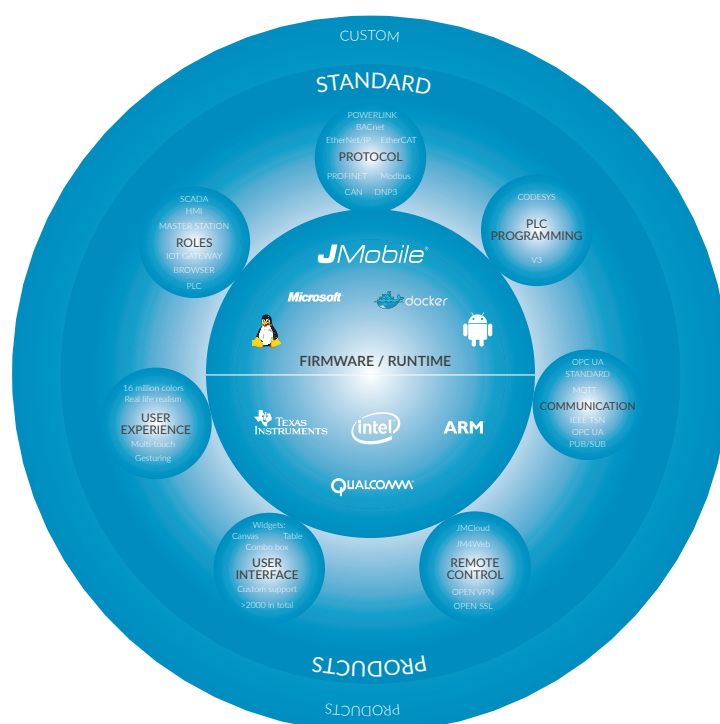 CUSTOM
STANDARD
POWERLINK
BACnet
EtherNet/IP EtherCAT
PROTOCOL
PROFINET Modbus
CAN DNP3
SCADA
HMI
MASTER STATION
ROLES
IOT GATEWAY
BROWSER
PLC
CODESYS
PLC
PROGRAMMING
V3
JMobile®
Microsoft
docker
FIRMWARE / RUNTIME
TEXAS
INSTRUMENTS
intel
ARM
QUALCOMM
16 million colors
Real life realism
USER
EXPERIENCE
Multi-touch
Gesturing
OPC UA
STANDARD
MQTT
COMMUNICATION
IEEE TSN
OPC UA
PUB/SUB
Widgets:
Canvas Table
Combo box
USER
INTERFACE
Custom support
>2000 in total
JMCloud
JM4Web
REMOTE
CONTROL
OPEN VPN
OPEN SSL
PRODUCTS
PRODUCTS